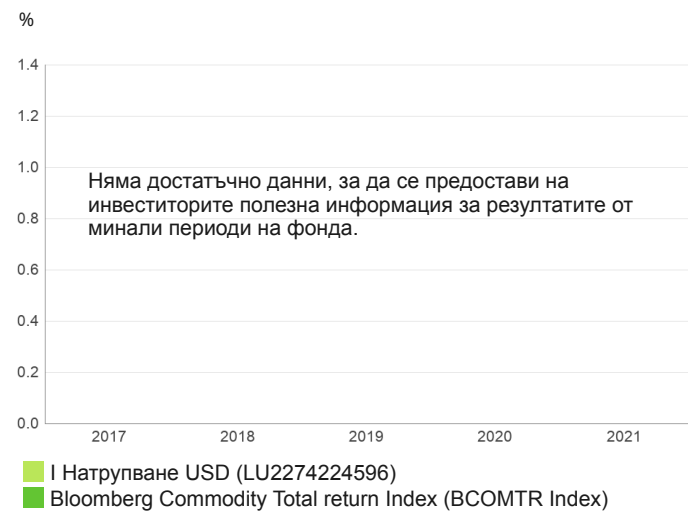 %
1.4
1.2
1.0
Няма достатъчно данни, за да се предостави на
инвеститорите полезна информация за резултатите от
0.8
минали периоди на фонда.
0.6
0.4
0.2
0.0
2017 2018 2019 2020 2021
I Натрупване USD (LU2274224596)
Bloomberg Commodity Total return Index (BCOMTR Index)